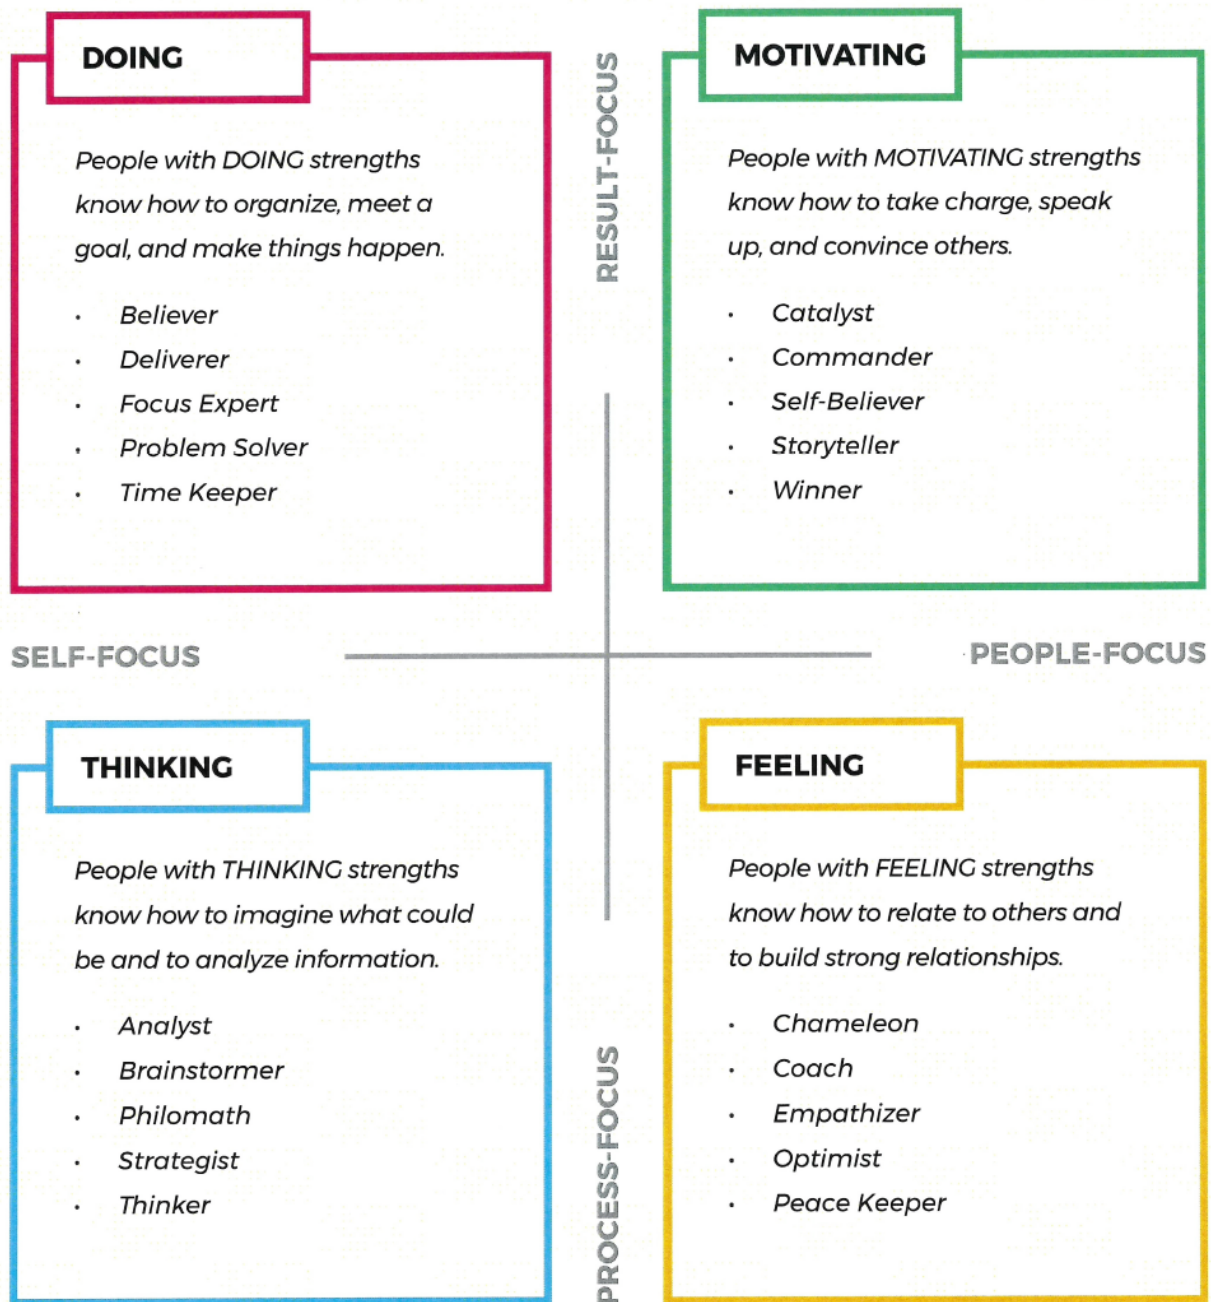 DOING
People with DOING strengths
know how to organize, meet a
goal, and make things happen.
• Believer
• Deliverer
• Focus Expert
• Problem Solver
• Time Keeper
RESULT-FOCUS
MOTIVATING
People with MOTIVATING strengths
know how to take charge, speak
up, and convince others.
• Catalyst
• Commander
• Self-Believer
• Storyteller
• Winner
SELF-FOCUS
PEOPLE-FOCUS
THINKING
People with THINKING strengths
know how to imagine what could
be and to analyze information.
• Analyst
• Brainstormer
• Philomath
• Strategist
• Thinker
PROCESS-FOCUS
FEELING
People with FEELING strengths
know how to relate to others and
to build strong relationships.
• Chameleon
• Coach
• Empathizer
• Optimist
• Peace Keeper